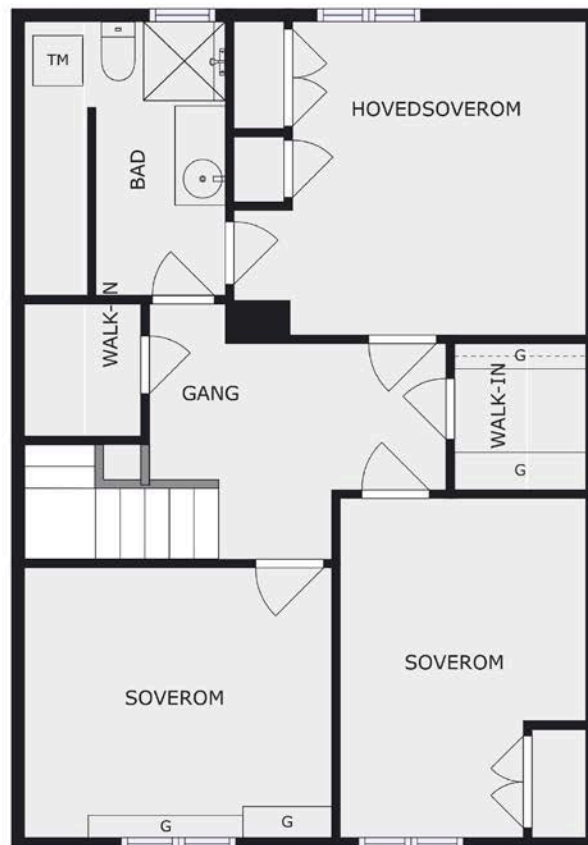 TM
HOVEDSOVEROM
BAD
WALK-IN
GANG
G
WALK-IN
G
SOVEROM
SOVEROM
G
G